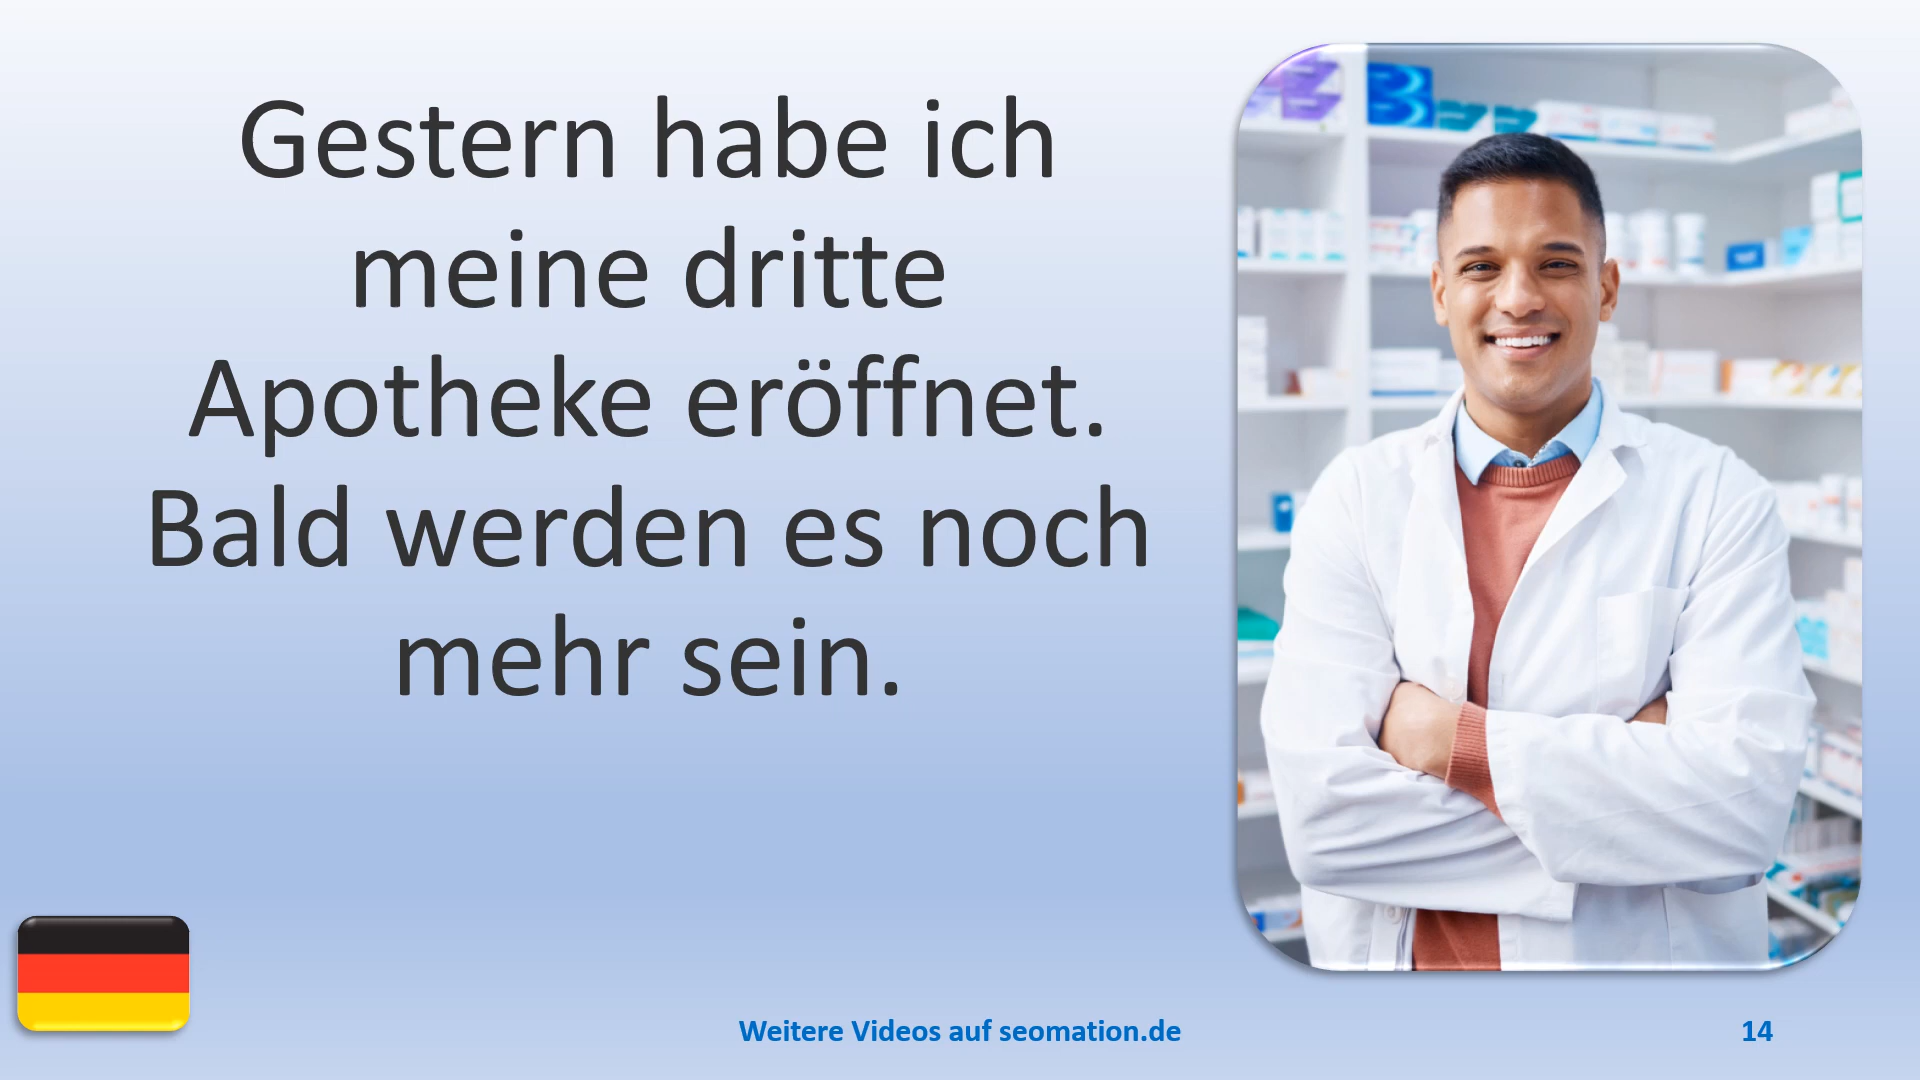 Gestern habe ich
meine dritte
Apotheke eröffnet.
Bald werden es noch
mehr sein.
Weitere Videos auf seomation.de
14